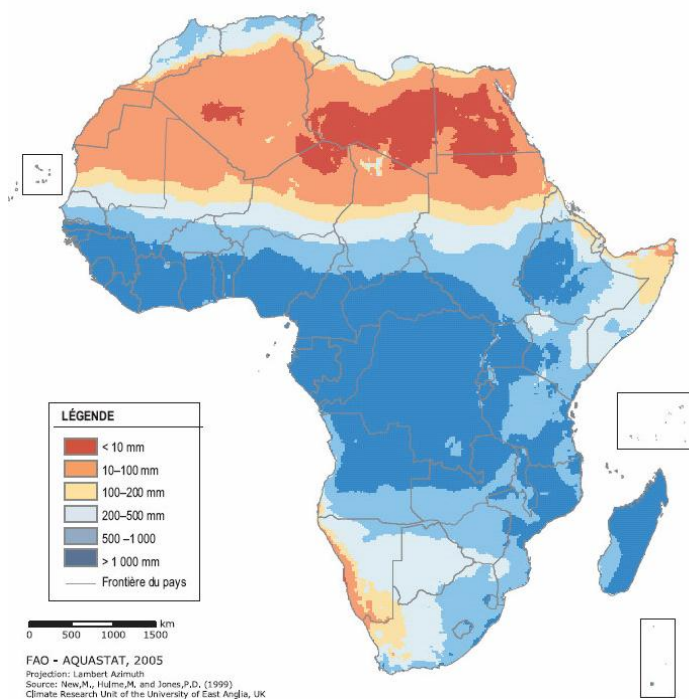 LÉGENDE
< 10 mm
10–100 mm
100–200 mm
200–500 mm
500 –1 000
> 1 000 mm
Frontière du pays
0 500 1000 1500 km
FAO - AQUASTAT, 2005
Projection: Lambert Azimuth
Source: New,M., Hulme,M. and Jones,P.D. (1999)
Climate Research Unit of the University of East Anglia, UK